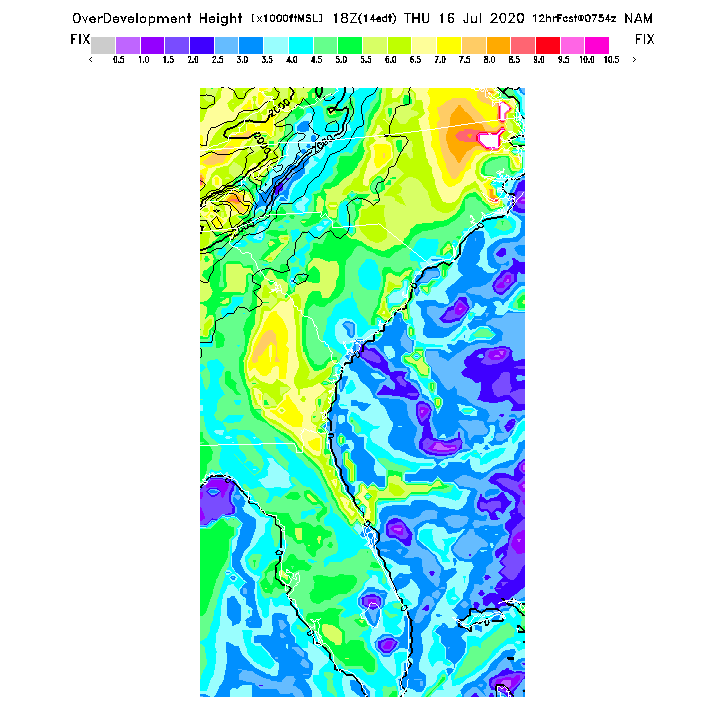 OverDevelopment Height [x1000ftMSL] 18Z(14edt) THU 16 Jul 2020 12hrFcst@0754z NAM
FIX FIX
< 0.5 1.0 1.5 2.0 2.5 3.0 3.5 4.0 4.5 5.0 5.5 6.0 6.5 7.0 7.5 8.0 8.5 9.0 9.5 10.0 10.5 >
2000
2000